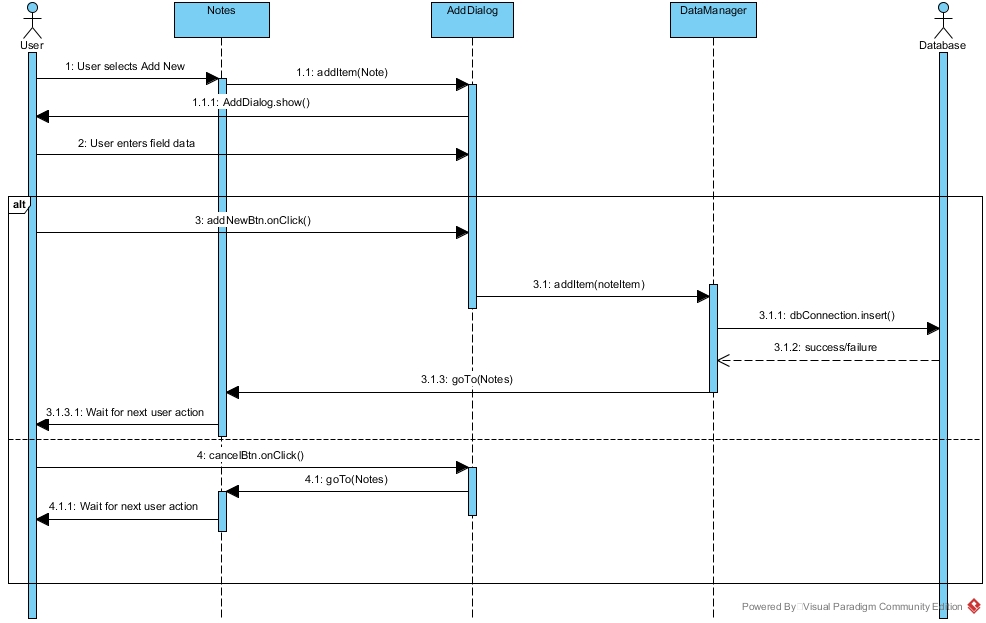 Notes
AddDialog
DataManager
User
Database
1: User selects Add New
1.1: addItem(Note)
1.1.1: AddDialog.show()
2: User enters field data
alt
3: addNewBtn.onClick()
3.1: addItem(noteItem)
3.1.1: dbConnection.insert()
3.1.2: success/failure
3.1.3: goTo(Notes)
3.1.3.1: Wait for next user action
4: cancelBtn.onClick()
4.1: goTo(Notes)
4.1.1: Wait for next user action
Powered By Visual Paradigm Community Edition